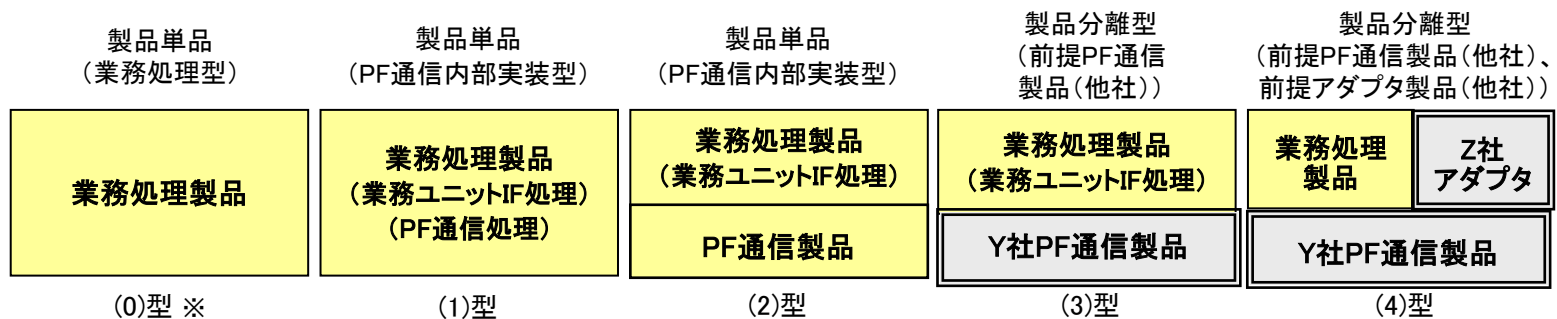 製品単品
（業務処理型）
業務処理製品
(0)型 ※
製品単品
（PF通信内部実装型）
業務処理製品
（業務ユニットIF処理）
（PF通信処理）
(1)型
製品単品
（PF通信内部実装型）
業務処理製品
（業務ユニットIF処理）
PF通信製品
(2)型
製品分離型
（前提PF通信
製品（他社））
業務処理製品
（業務ユニットIF処理）
Y社PF通信製品
(3)型
製品分離型
（前提PF通信製品（他社）、
前提アダプタ製品（他社））
業務処理
製品
Z社
アダプタ
Y社PF通信製品
(4)型